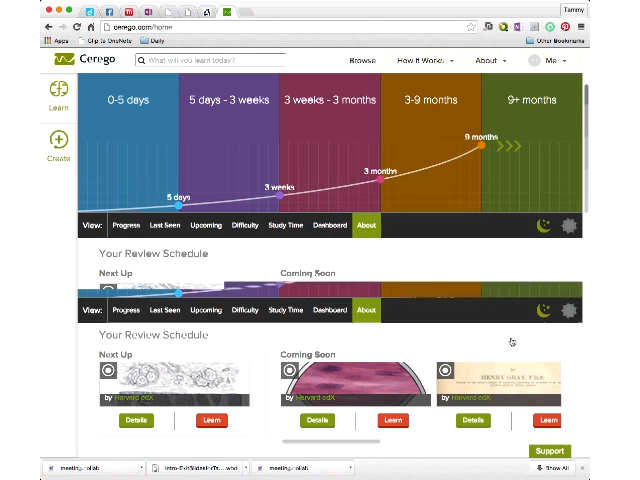 Tammy
cerego.com/home
Apps Clip to OneNote Daily Other Bookmarks
Cerego What will you learn today? Browse How It Works About Me
Learn
Create
0-5 days 5 days - 3 weeks 3 weeks - 3 months 3-9 months 9+ months
9 months
3 months
3 weeks
5 days
View: Progress Last Seen Upcoming Difficulty Study Time Dashboard About
Your Review Schedule
Next Up Coming Soon
View: Progress Last Seen Upcoming Difficulty Study Time Dashboard About
Your Review Schedule
Next Up Coming Soon
HENRY GRAY, F.R.S.
by Harvard edX by Harvard edX by Harvard edX
Details Learn Details Learn Details Learn
Support
meeting.collab meeting.collab Show All